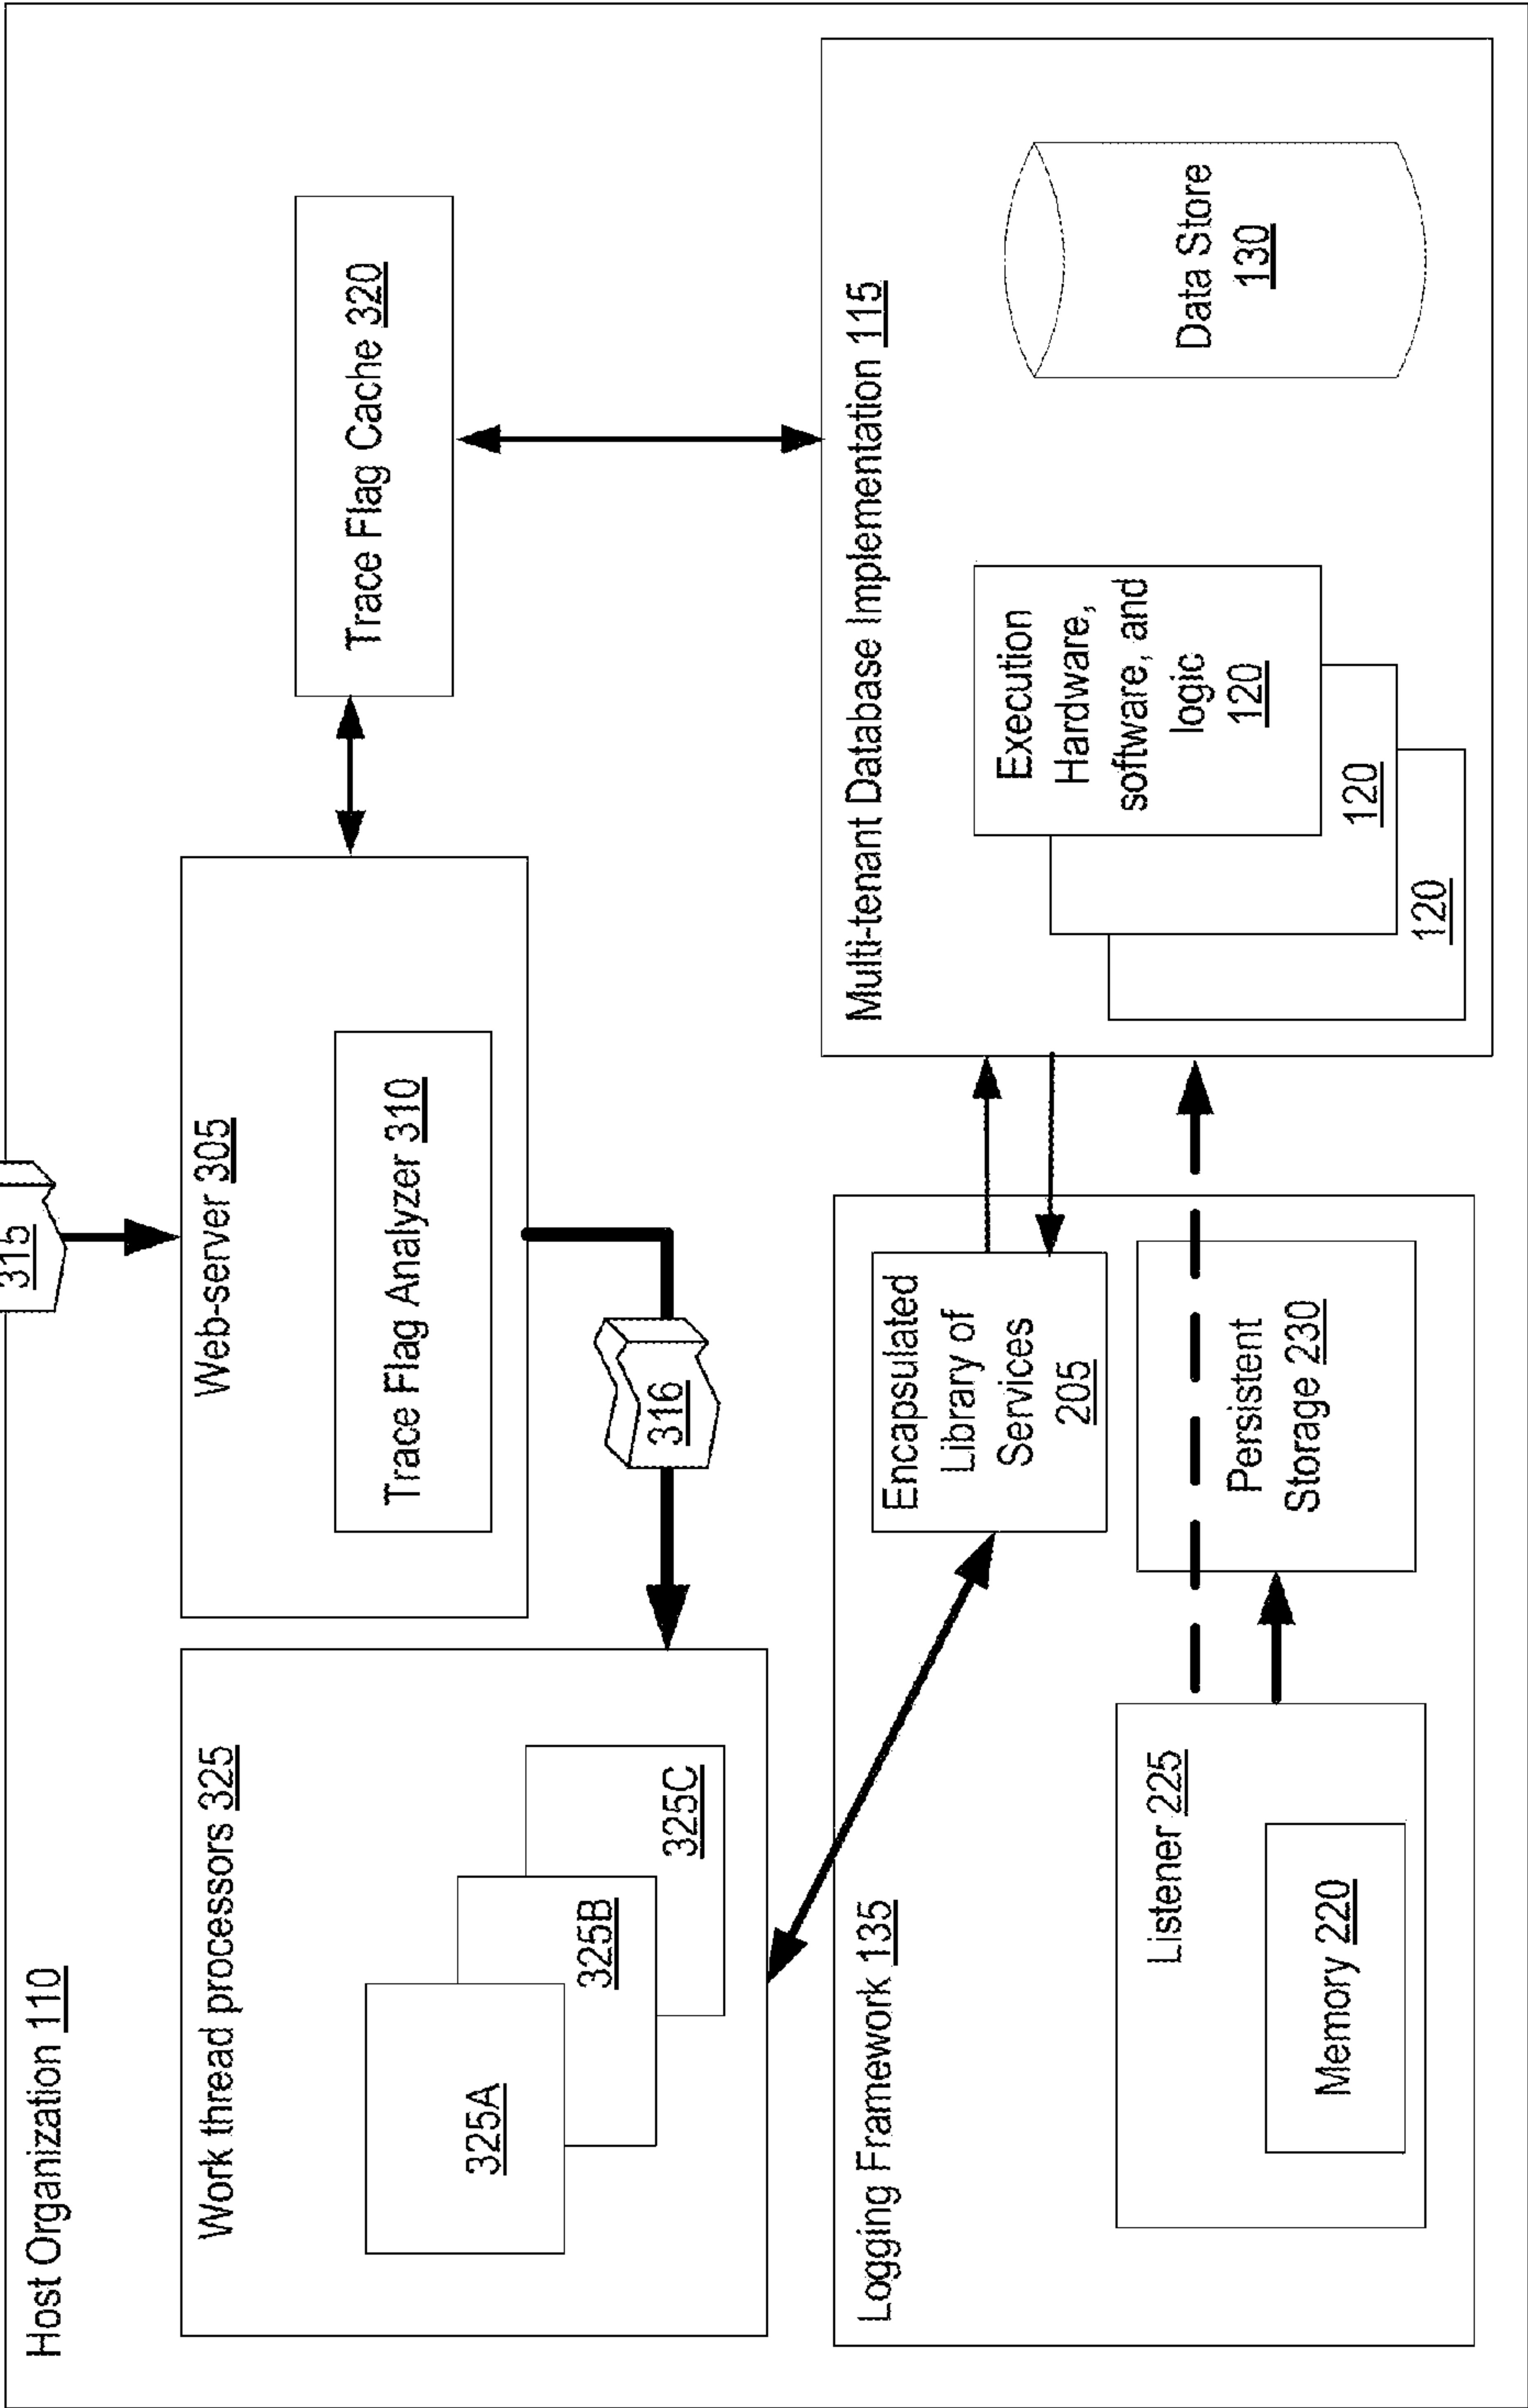 Host Organization 110
315
Work thread processors 325
325A
325B
325C
Web-server 305
Trace Flag Analyzer 310
316
Trace Flag Cache 320
Logging Framework 135
Listener 225
Memory 220
Encapsulated
Library of
Services
205
Persistent
Storage 230
Multi-tenant Database Implementation 115
Execution
Hardware,
software, and
logic
120
120
120
Data Store
130